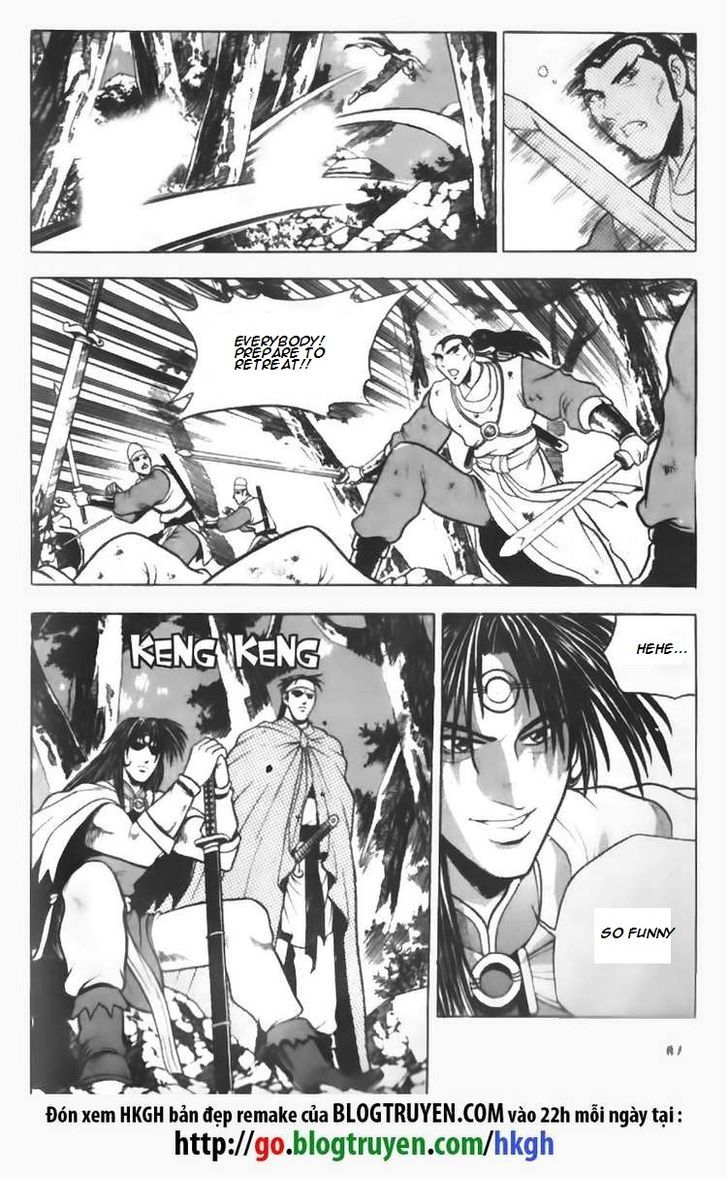 EVERYBODY!
PREPARE TO
RETREAT!!
KENG KENG
HEHE...
SO FUNNY
Đón xem HKGH bản đẹp remake của BLOGTRUYEN.COM vào 22h mỗi ngày tại :
http://go.blogtruyen.com/hkgh